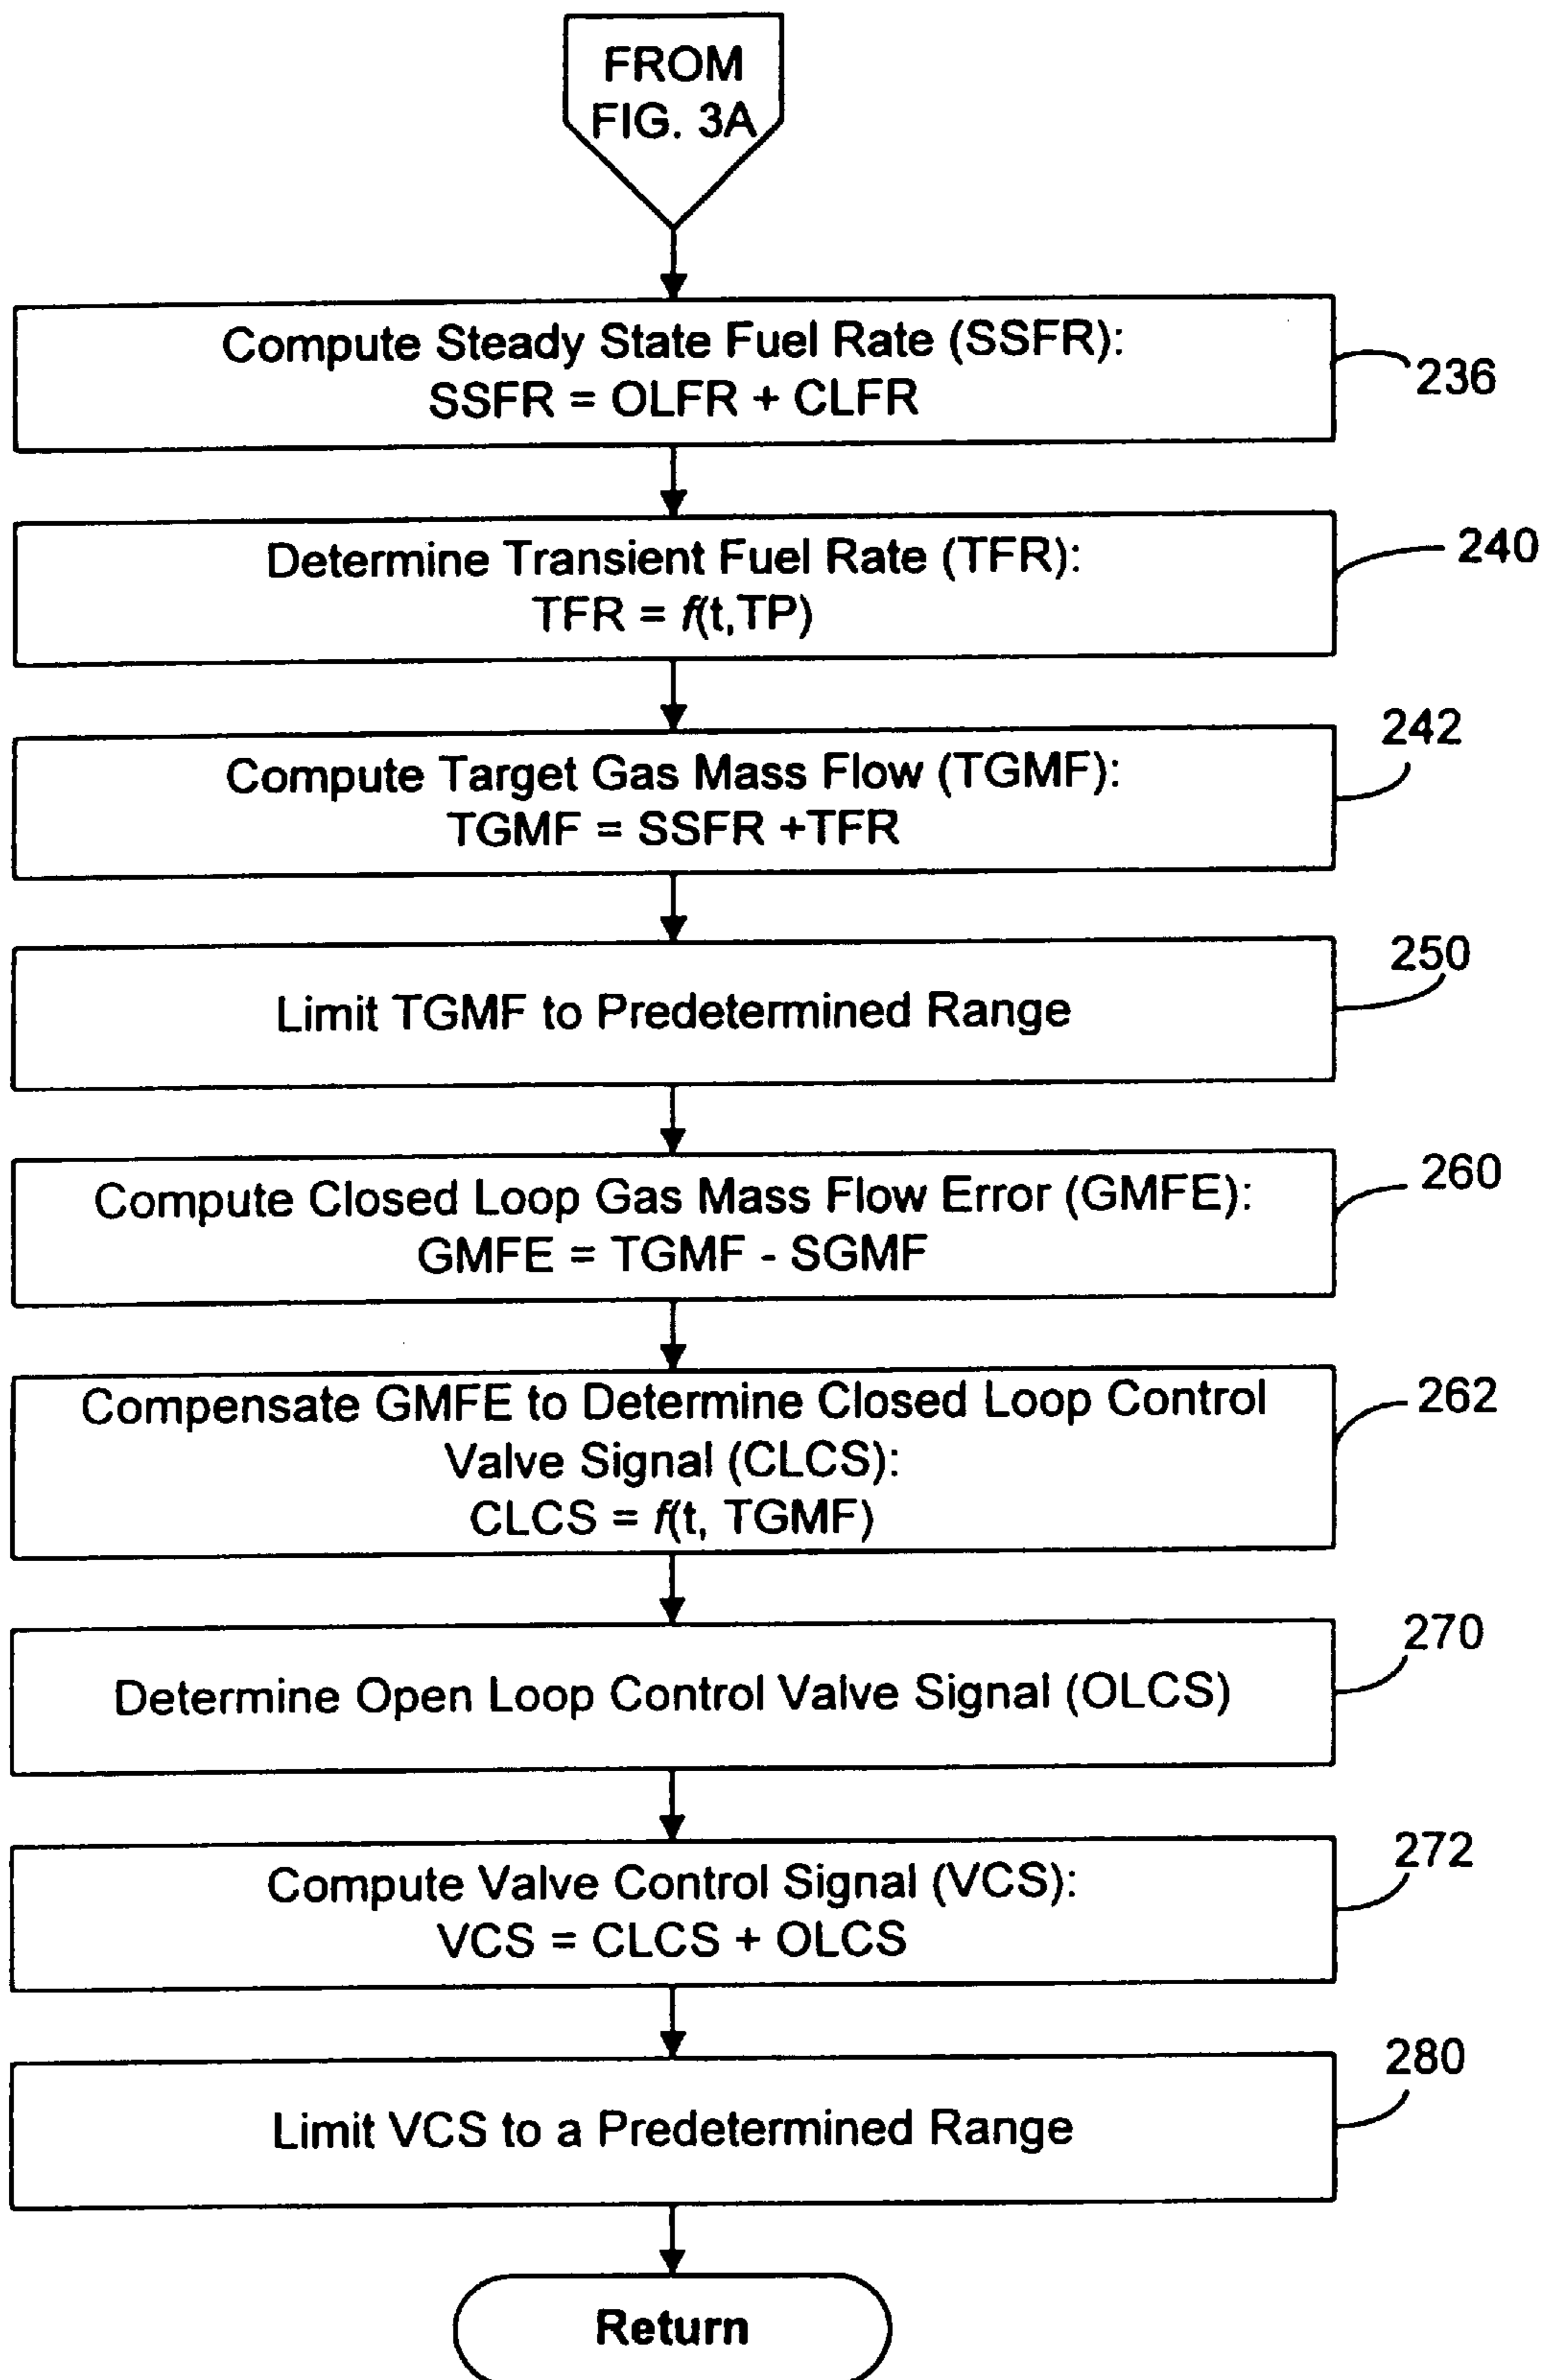 FROM
FIG. 3A
Compute Steady State Fuel Rate (SSFR):
SSFR = OLFR + CLFR
236
Determine Transient Fuel Rate (TFR):
TFR = f(t,TP)
240
Compute Target Gas Mass Flow (TGMF):
TGMF = SSFR +TFR
242
Limit TGMF to Predetermined Range
250
Compute Closed Loop Gas Mass Flow Error (GMFE):
GMFE = TGMF - SGMF
260
Compensate GMFE to Determine Closed Loop Control
Valve Signal (CLCS):
CLCS = f(t, TGMF)
262
Determine Open Loop Control Valve Signal (OLCS)
270
Compute Valve Control Signal (VCS):
VCS = CLCS + OLCS
272
Limit VCS to a Predetermined Range
280
Return